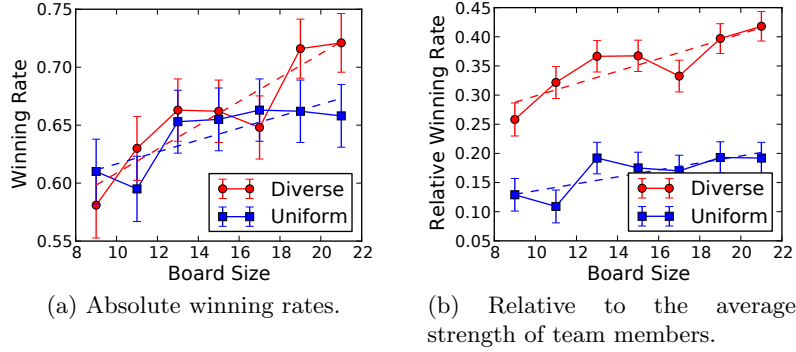 0.75
0.70
0.65
0.60
0.55
Winning Rate
8 10 12 14 16 18 20 22
Board Size
Diverse
Uniform
(a) Absolute winning rates.
0.45
0.40
0.35
0.30
0.25
0.20
0.15
0.10
0.05
Relative Winning Rate
8 10 12 14 16 18 20 22
Board Size
Diverse
Uniform
(b) Relative to the average
strength of team members.